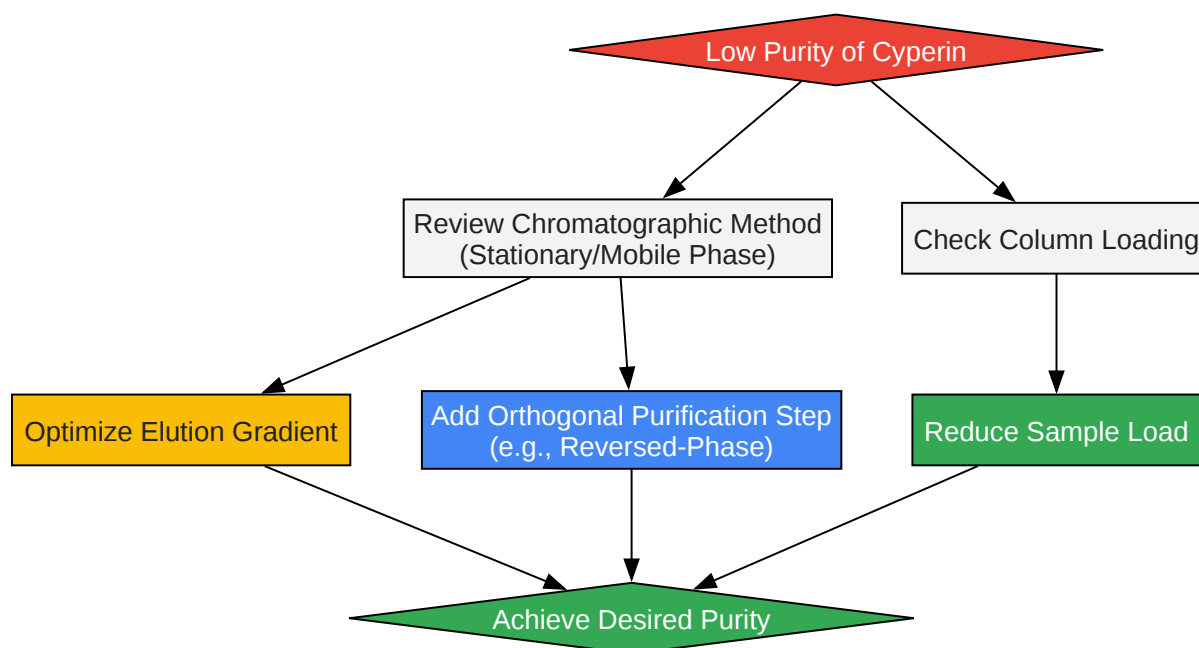 Low Purity of Cyperin
Review Chromatographic Method
(Stationary/Mobile Phase)
Check Column Loading
Optimize Elution Gradient
Add Orthogonal Purification Step
(e.g., Reversed-Phase)
Reduce Sample Load
Achieve Desired Purity